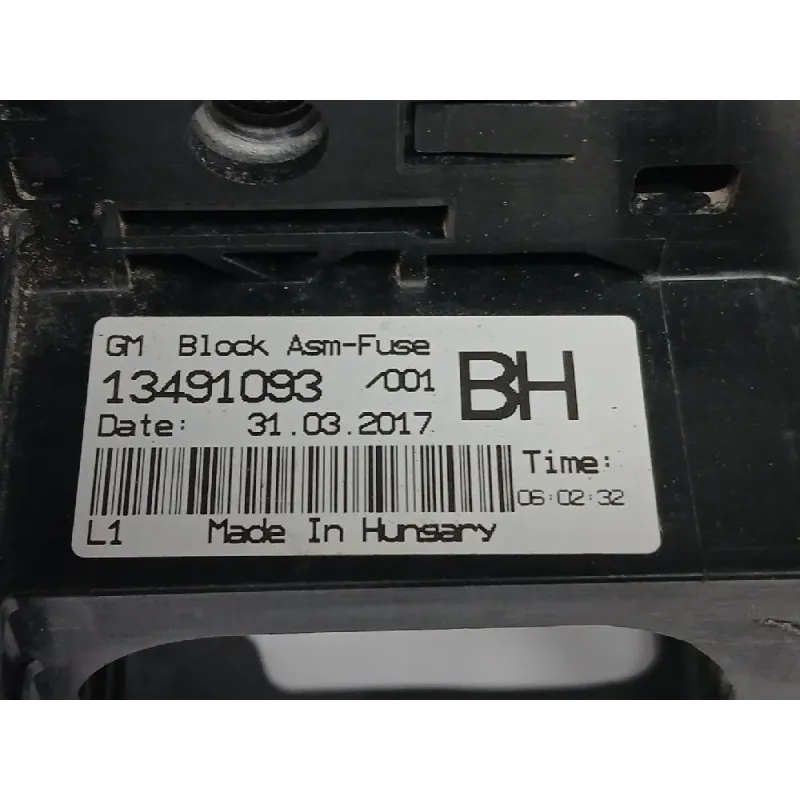 GM Block Asm-Fuse
13491093 /001 BH
Date: 31.03.2017
Time:
06:02:32
L1 Made In Hungary